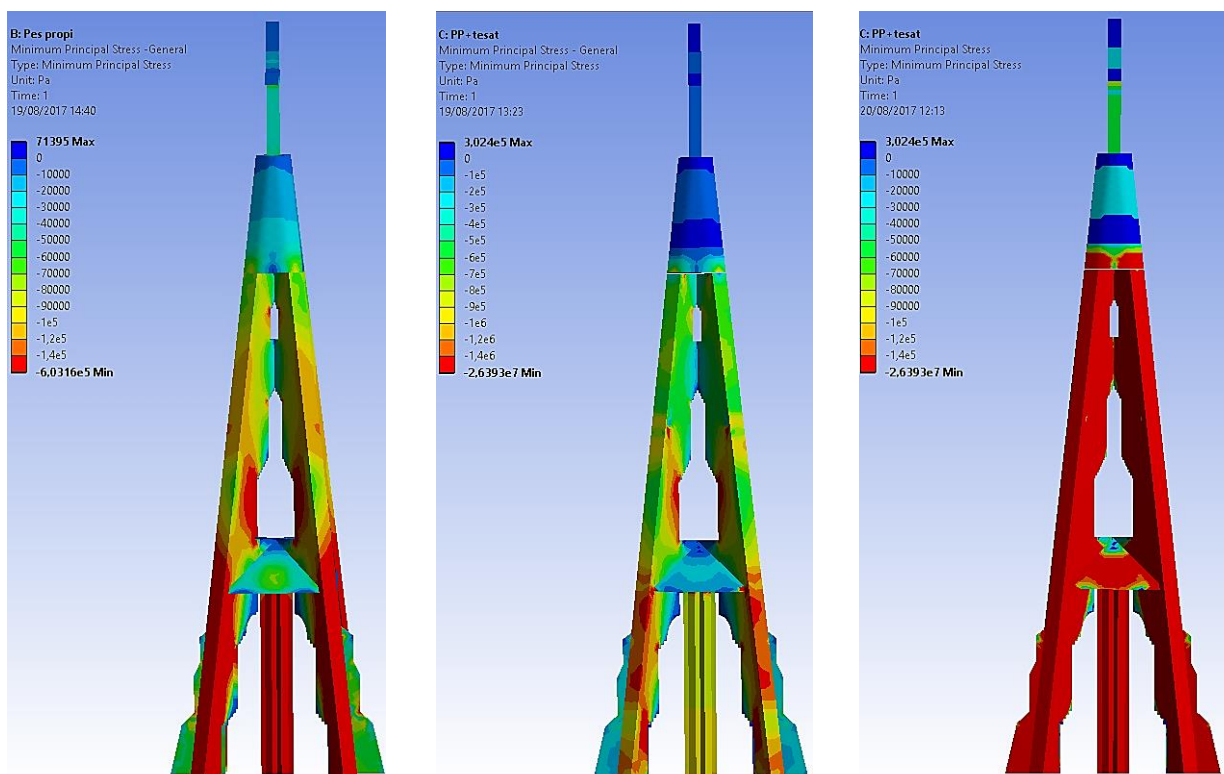 B: Pes propi
Minimum Principal Stress -General
Type: Minimum Principal Stress
Unit: Pa
Time: 1
19/08/2017 14:40
71395 Max
0
-10000
-20000
-30000
-40000
-50000
-60000
-70000
-80000
-90000
-1e5
-1,2e5
-1,4e5
-6,0316e5 Min
C: PP+tesat
Minimum Principal Stress - General
Type: Minimum Principal Stress
Unit: Pa
Time: 1
19/08/2017 13:23
3,024e5 Max
0
-1e5
-2e5
-4e5
-5e5
-6e5
-7e5
-8e5
-9e5
-1e6
-1,2e6
-1,4e6
-2,6393e7 Min
C: PP+tesat
Minimum Principal Stress
Type: Minimum Principal Stress
Unit: Pa
Time: 1
20/08/2017 12:13
3,024e5 Max
0
-10000
-20000
-30000
-40000
-50000
-60000
-70000
-80000
-90000
-1e5
-1,2e5
-1,4e5
-2,6393e7 Min